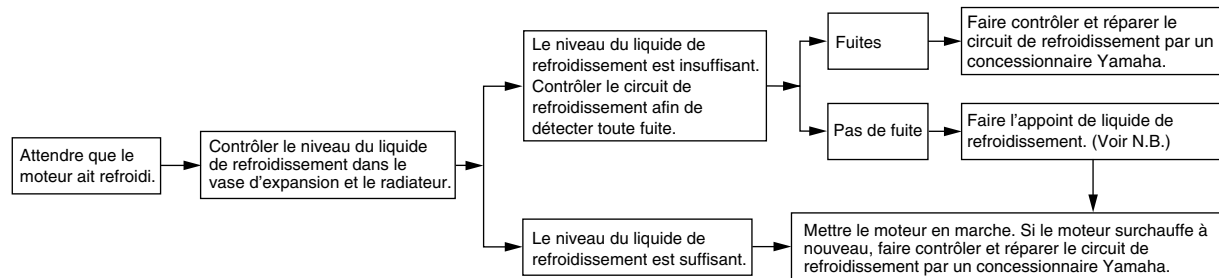 Attendre que le
moteur ait refroidi.
Contrôler le niveau du liquide
de refroidissement dans le
vase d'expansion et le radiateur.
Le niveau du liquide de
refroidissement est insuffisant.
Contrôler le circuit de
refroidissement afin de
détecter toute fuite.
Fuites
Faire contrôler et réparer le
circuit de refroidissement par un
concessionnaire Yamaha.
Pas de fuite
Faire l'appoint de liquide de
refroidissement. (Voir N.B.)
Le niveau du liquide de
refroidissement est suffisant.
Mettre le moteur en marche. Si le moteur surchauffe à
nouveau, faire contrôler et réparer le circuit de
refroidissement par un concessionnaire Yamaha.